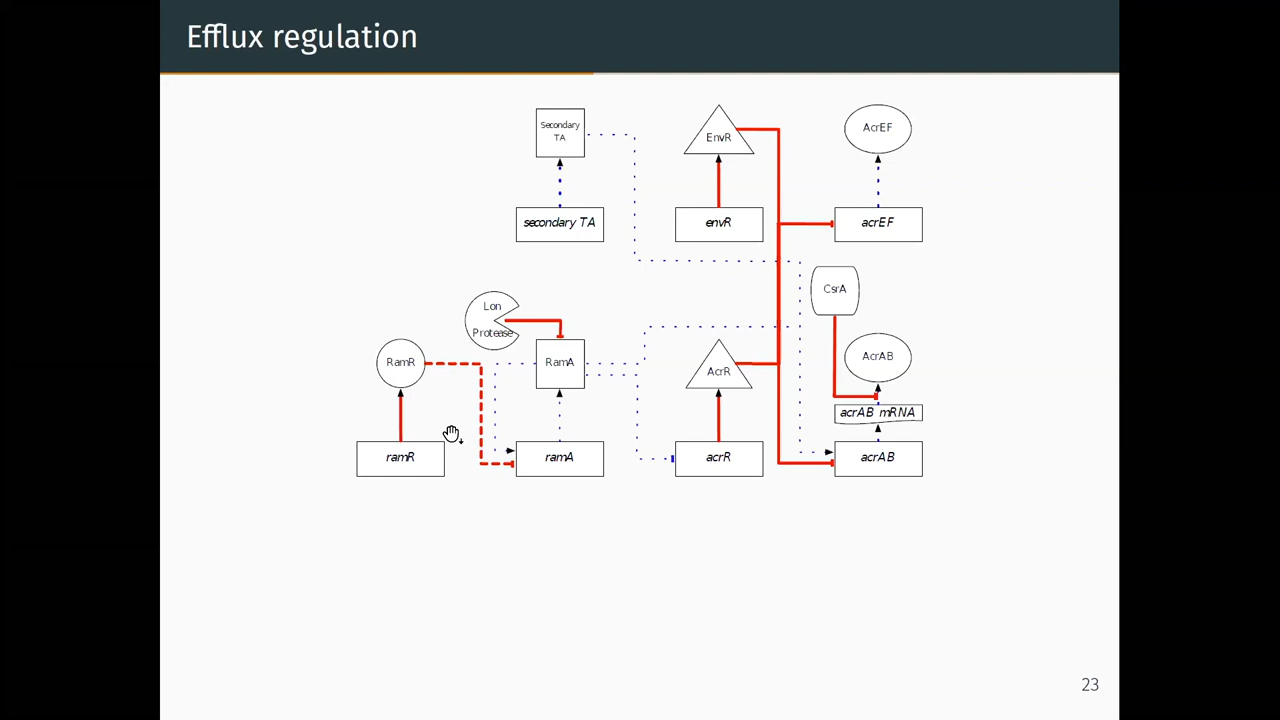 Efflux regulation
Secondary
TA
EnvR
AcrEF
secondary TA
envR
acrEF
CsrA
Lon
Protease
RamR
RamA
AcrR
AcrAB
acrAB mRNA
ramR
ramA
acrR
acrAB
23